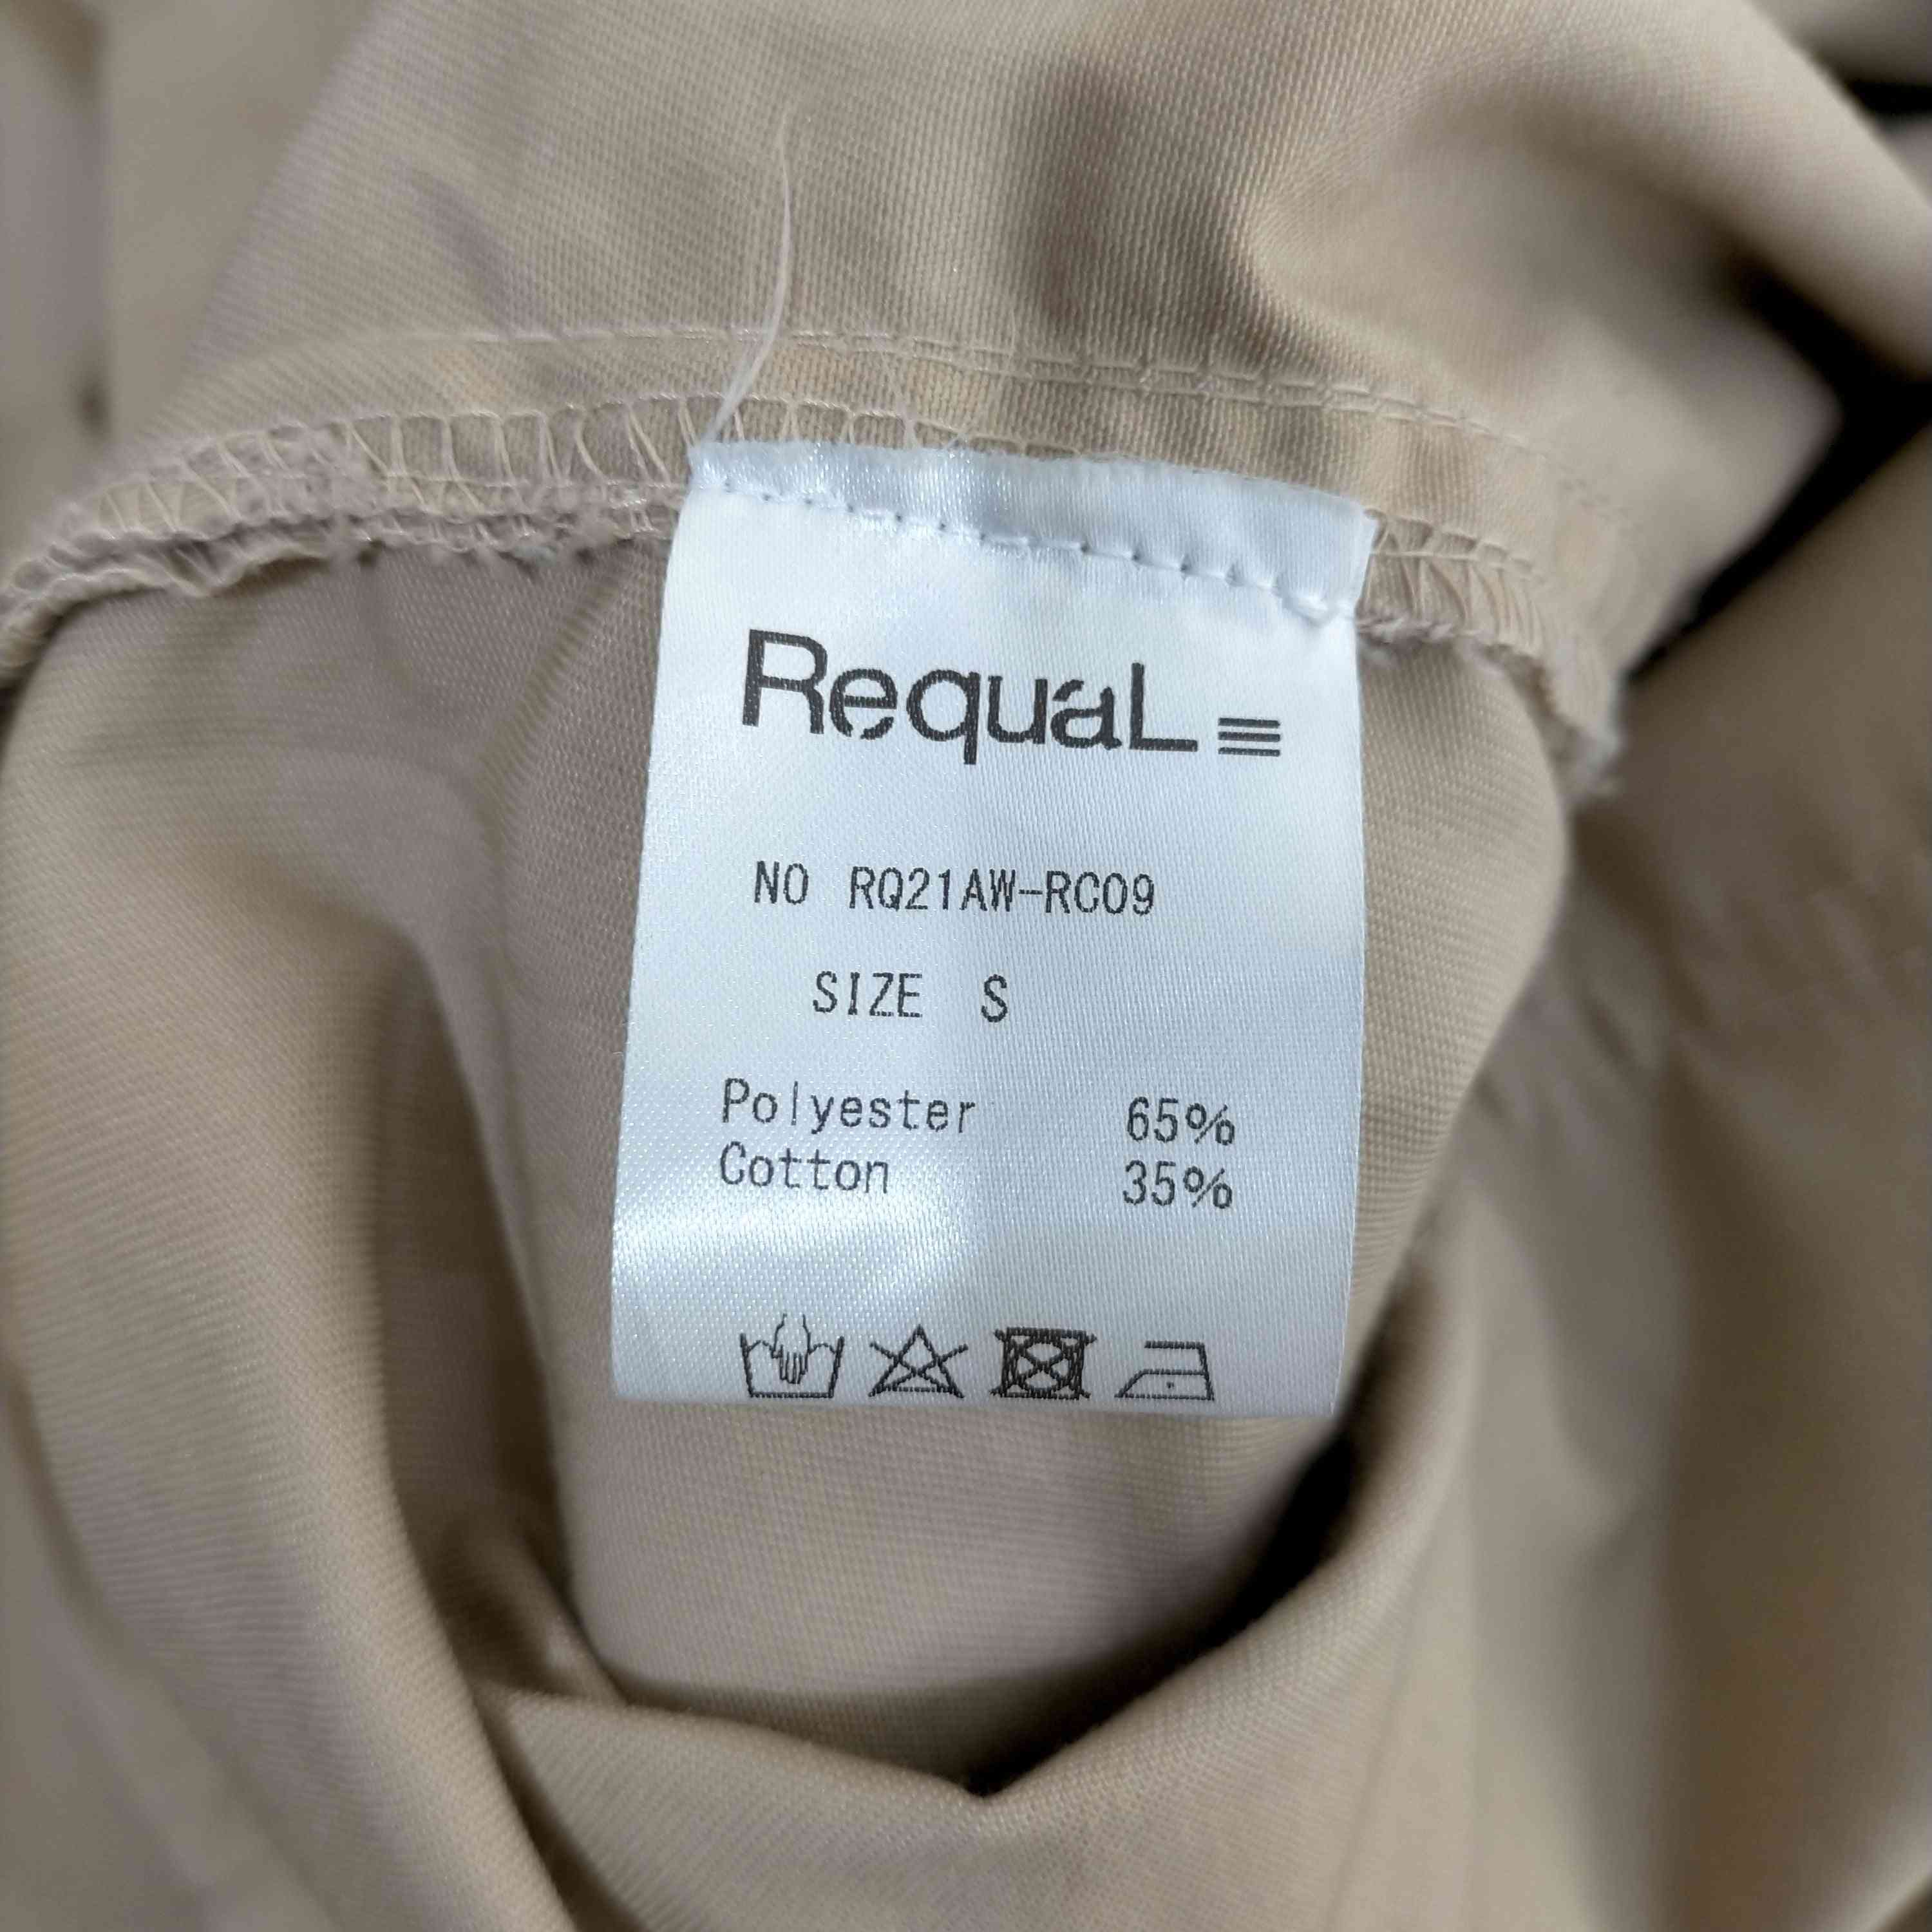 RequaL≡
NO RQ21AW-RC09
SIZE S
Polyester 65%
Cotton 35%